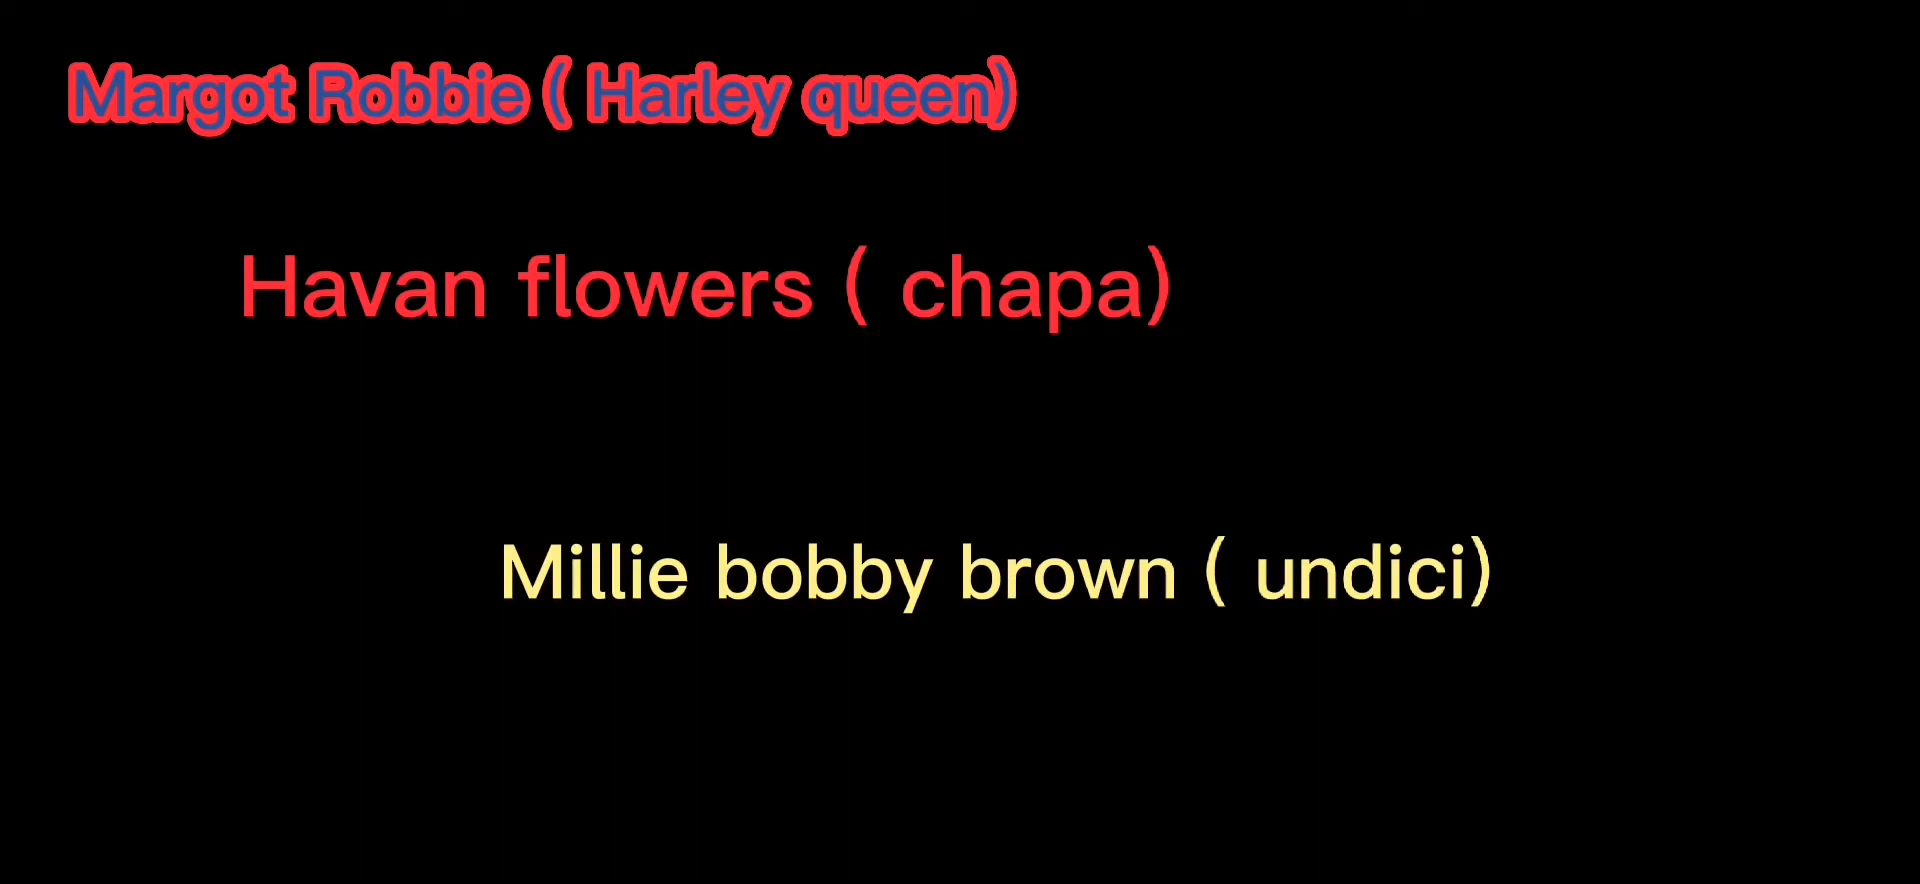 Margot Robbie ( Harley queen)
Havan flowers ( chapa)
Millie bobby brown ( undici)